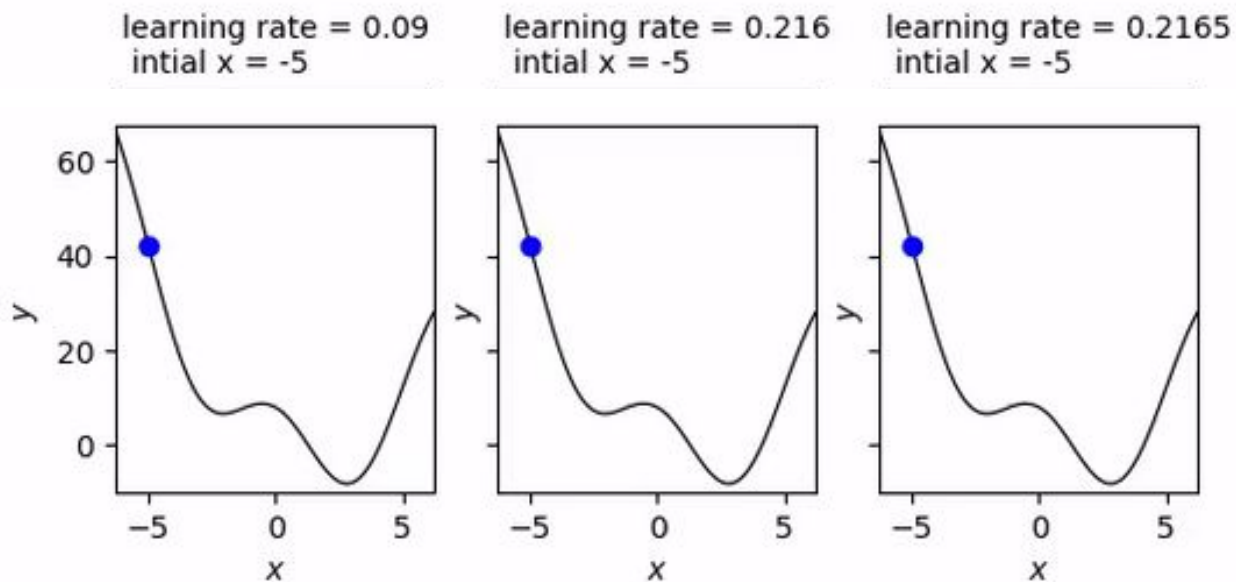 learning rate = 0.09
intial x = -5
learning rate = 0.216
intial x = -5
learning rate = 0.2165
intial x = -5
60
40
20
0
y
−5 0 5
x
y
−5 0 5
x
y
−5 0 5
x